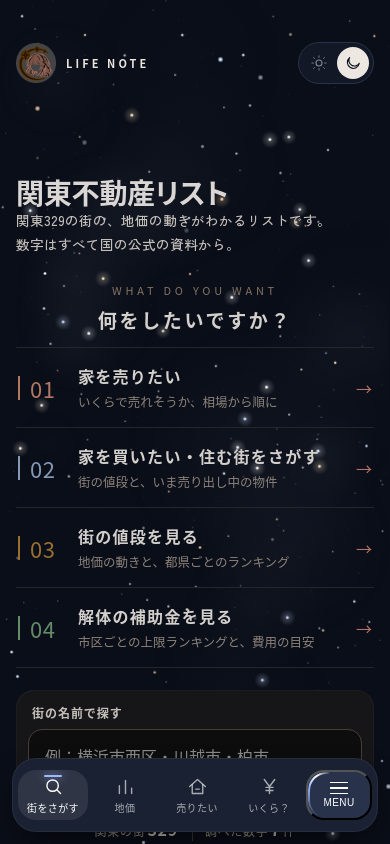 LIFE NOTE
関東不動産リスト
関東329の街の、地価の動きがわかるリストです。
数字はすべて国の公式の資料から。
WHAT DO YOU WANT
何をしたいですか？
01
家を売りたい
いくらで売れそうか、相場から順に
→
02
家を買いたい・住む街をさがす
街の値段と、いま売り出し中の物件
→
03
街の値段を見る
地価の動きと、都県ごとのランキング
→
04
解体の補助金を見る
市区ごとの上限ランキングと、費用の目安
→
街の名前で探す
例：横浜市西区・川越市・柏市
街をさがす
地価
売りたい
いくら？
MENU
関東の街 329
調べた数字